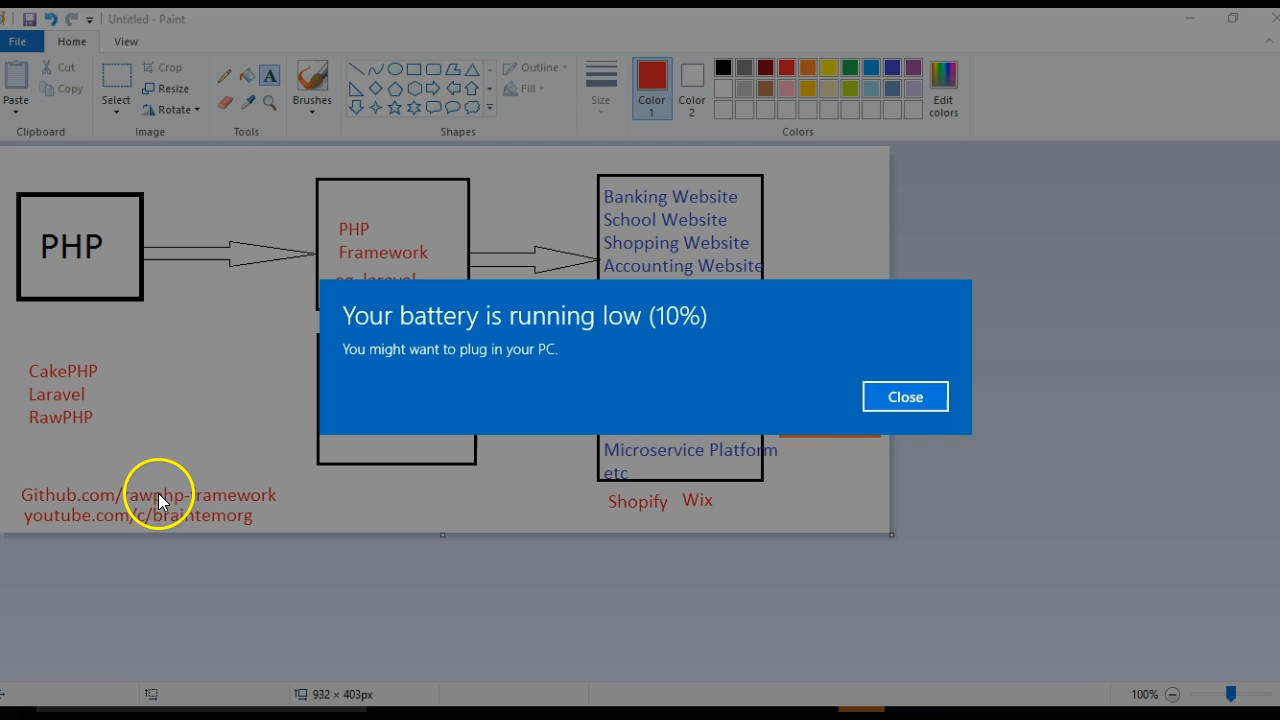 Untitled - Paint
File Home View
Paste
Cut
Copy
Clipboard
Select
Crop
Resize
Rotate
Image
A
Tools
Brushes
Shapes
Outline
Fill
Size
Color
1
Color
2
Edit
colors
Colors
PHP
PHP
Framework
eg. laravel
Banking Website
School Website
Shopping Website
Accounting Website
Your battery is running low (10%)
You might want to plug in your PC.
Close
CakePHP
Laravel
RawPHP
Microservice Platform
etc
Shopify Wix
Github.com/rawphp-framework
youtube.com/c/braintemorg
932 × 403px
100%